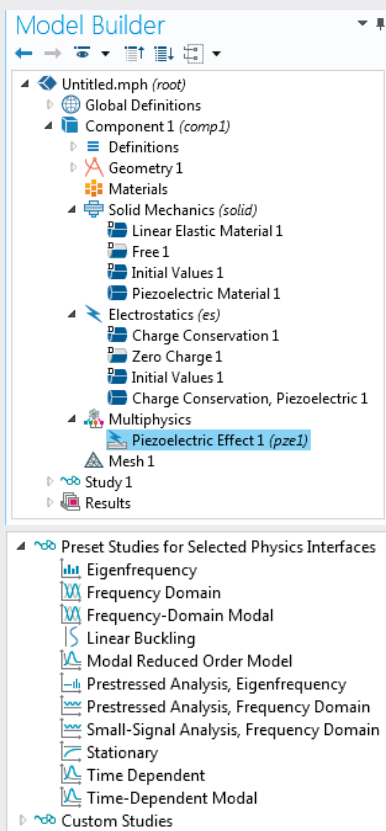 Model Builder
Untitled.mph (root)
Global Definitions
Component 1 (comp1)
Definitions
Geometry 1
Materials
Solid Mechanics (solid)
Linear Elastic Material 1
Free 1
Initial Values 1
Piezoelectric Material 1
Electrostatics (es)
Charge Conservation 1
Zero Charge 1
Initial Values 1
Charge Conservation, Piezoelectric 1
Multiphysics
Piezoelectric Effect 1 (pze1)
Mesh 1
Study 1
Results
Preset Studies for Selected Physics Interfaces
Eigenfrequency
Frequency Domain
Frequency-Domain Modal
Linear Buckling
Modal Reduced Order Model
Prestressed Analysis, Eigenfrequency
Prestressed Analysis, Frequency Domain
Small-Signal Analysis, Frequency Domain
Stationary
Time Dependent
Time-Dependent Modal
Custom Studies